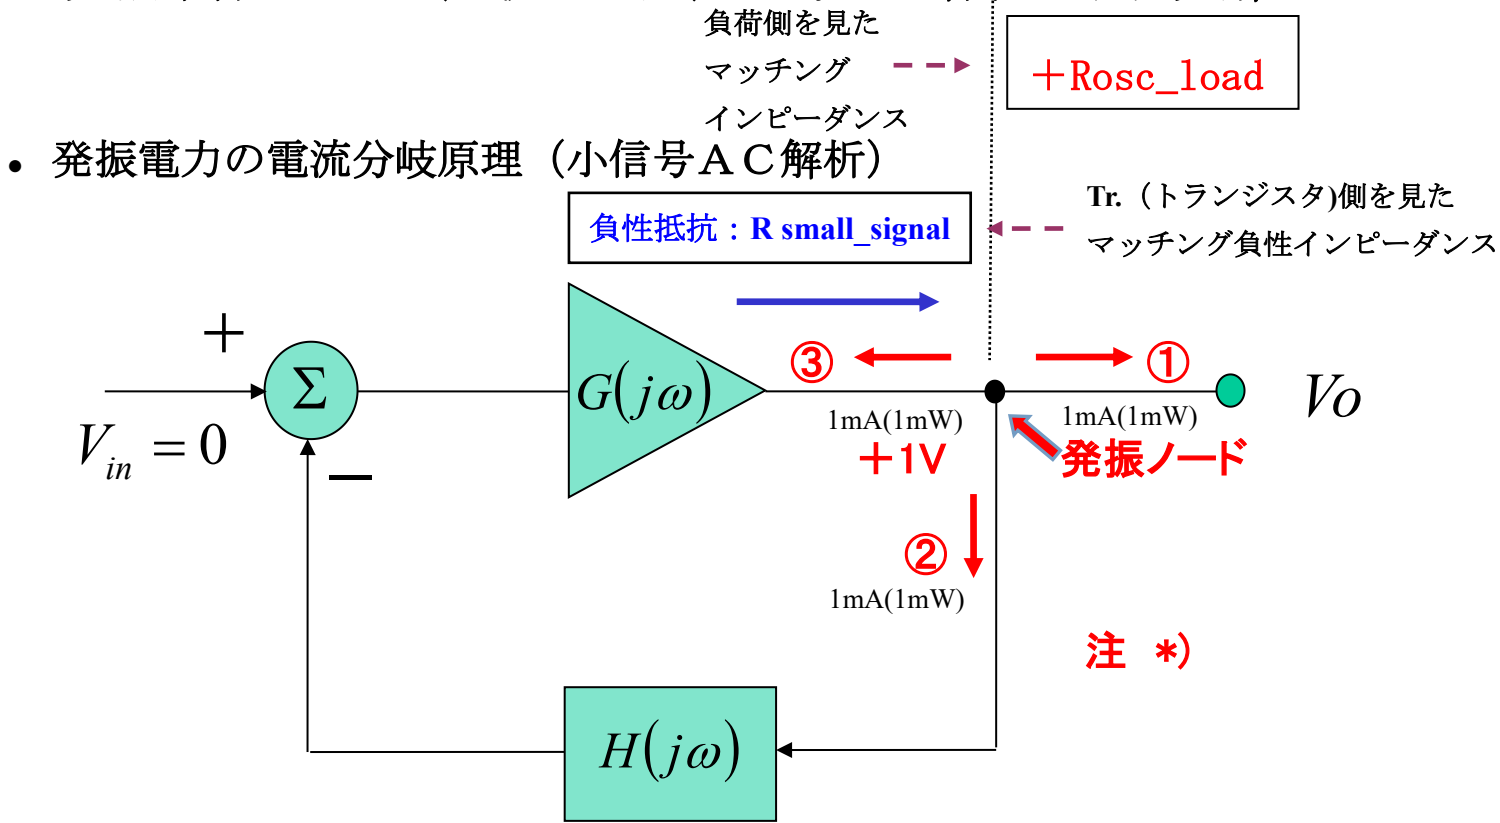 負荷側を見た
マッチング
インピーダンス
＋Rosc_load
• 発振電力の電流分岐原理（小信号ＡＣ解析）
負性抵抗：R small_signal
Tr.（トランジスタ)側を見た
マッチング負性インピーダンス
＋
Σ
G(jω)
③
①
Vo
1mA(1mW)
1mA(1mW)
Vin = 0
−
＋1V
発振ノード
②
1mA(1mW)
注 *)
H(jω)